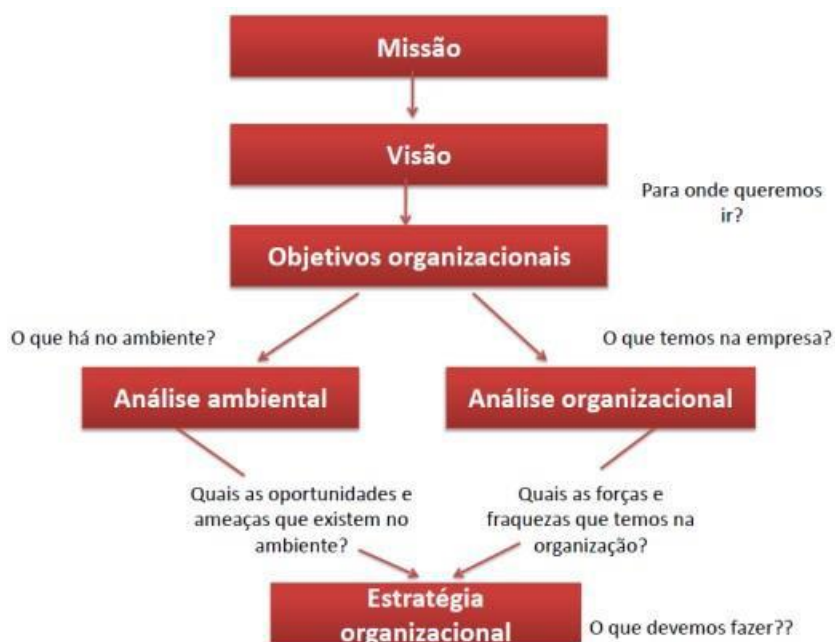 Missão
Visão
Para onde queremos
ir?
Objetivos organizacionais
O que há no ambiente?
O que temos na empresa?
Análise ambiental
Análise organizacional
Quais as oportunidades e
ameaças que existem no
ambiente?
Quais as forças e
fraquezas que temos na
organização?
Estratégia
organizacional
O que devemos fazer??